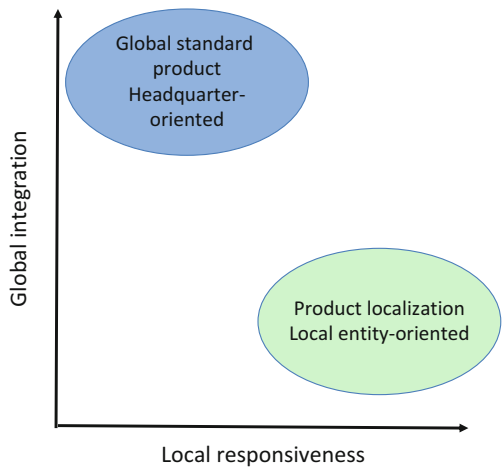 Global standard
product
Headquarter-
oriented
Global integration
Product localization
Local entity-oriented
Local responsiveness